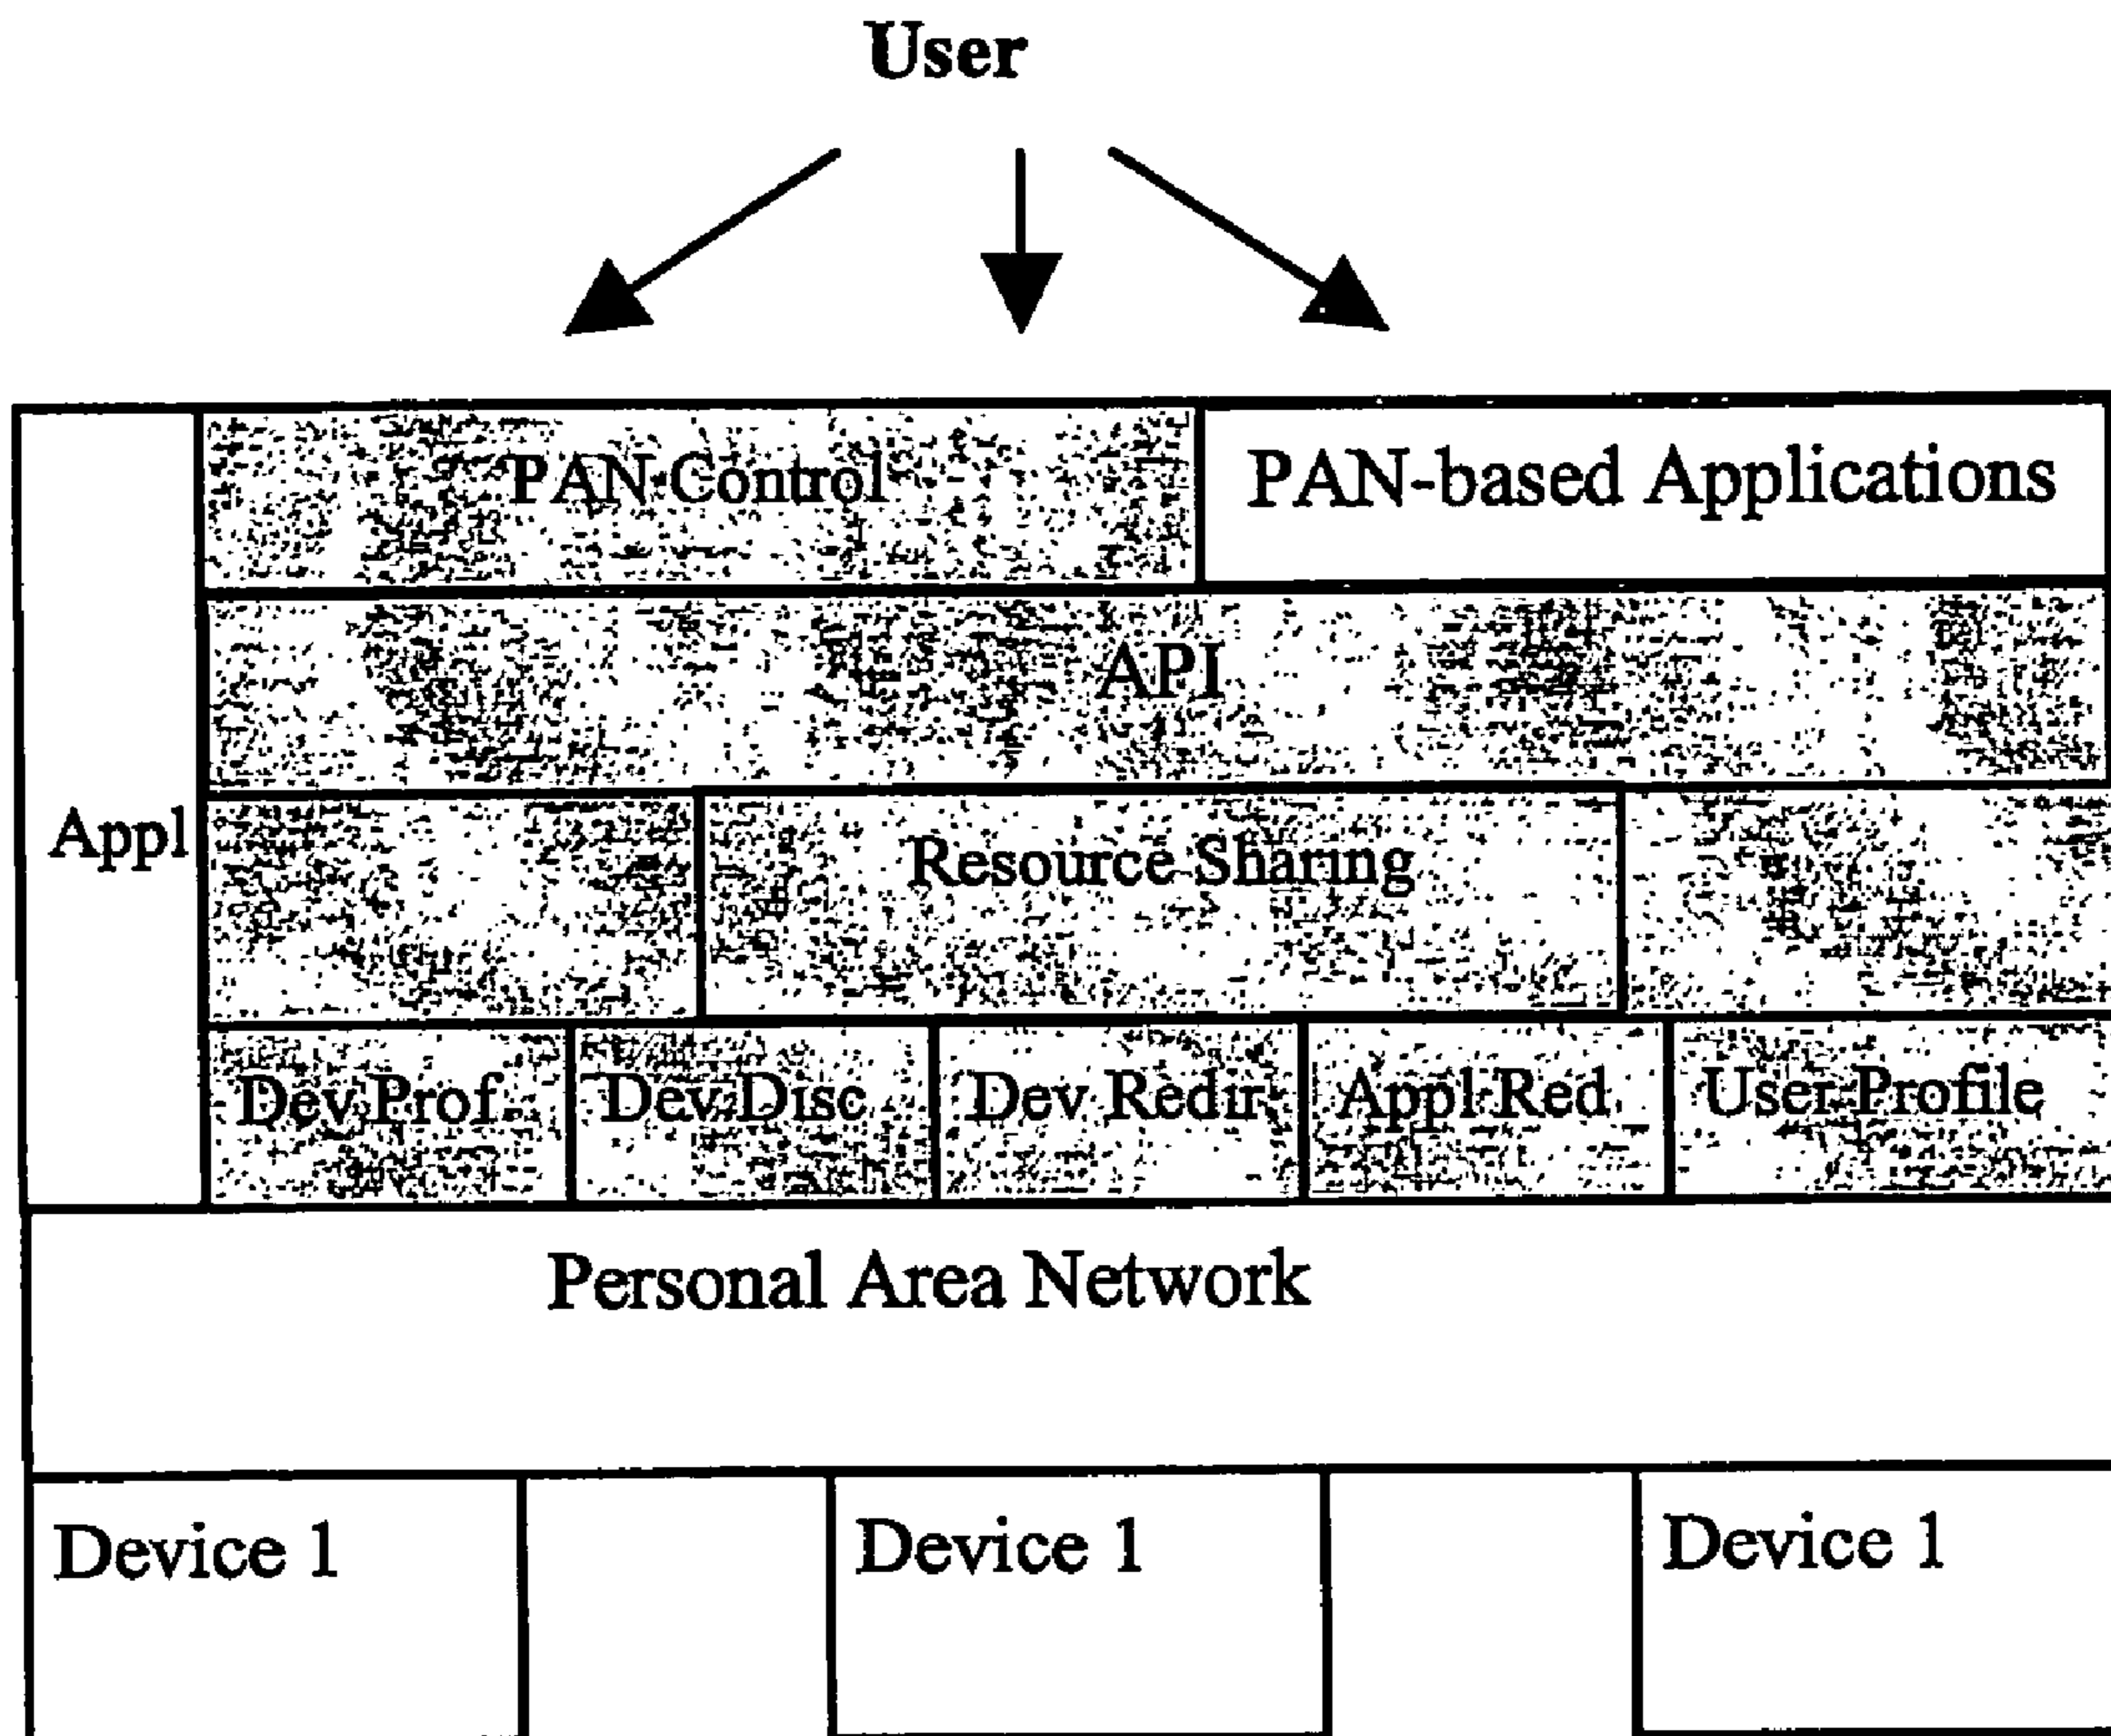 User
PAN Control
PAN-based Applications
API
Appl
Resource Sharing
Dev Prof
Dev Disc
Dev Redir
Appl Red
User Profile
Personal Area Network
Device 1
Device 1
Device 1